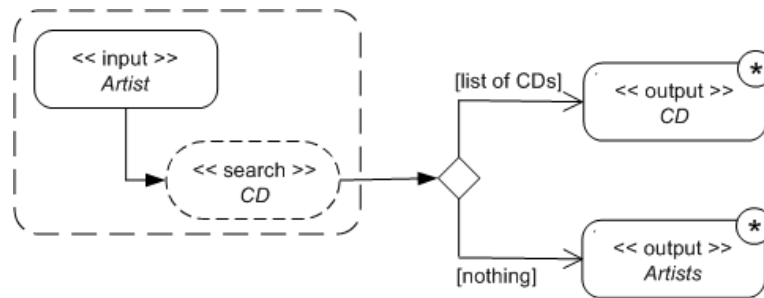 << input >>
Artist
<< search >>
CD
[list of CDs]
<< output >>
CD
*
[nothing]
<< output >>
Artists
*